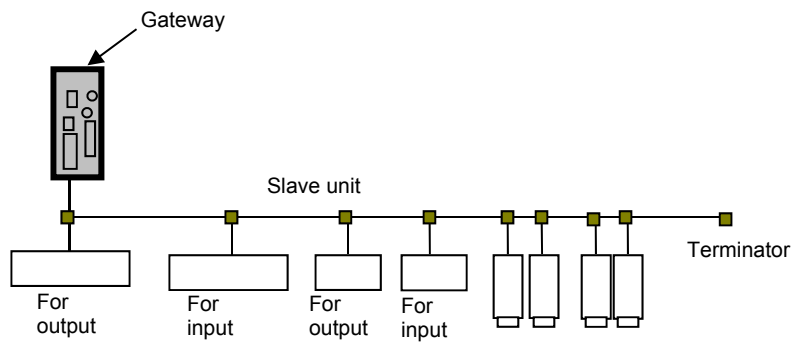 Gateway
Slave unit
Terminator
For
output
For
input
For
output
For
input